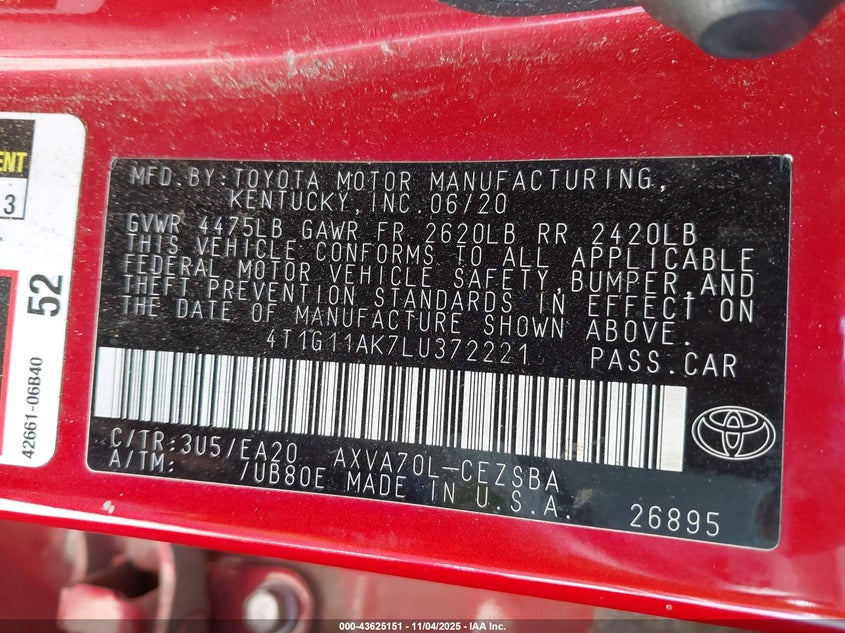 MFD.BY:TOYOTA MOTOR MANUFACTURING,
KENTUCKY,INC.06/20
GVWR 4475LB GAWR FR 2620LB RR 2420LB
THIS VEHICLE CONFORMS TO ALL APPLICABLE
FEDERAL MOTOR VEHICLE SAFETY,BUMPER,AND
THEFT PREVENTION STANDARDS IN EFFECT ON
THE DATE OF MANUFACTURE SHOWN ABOVE.
4T1G11AK7LU372221 PASS.CAR
C/TR:3U5/EA20 AXVA70L-CEZSBA
A/TM: /UB80E MADE IN U.S.A. 26895
3
52
42661-06B40
000-43625151 - 11/04/2025 - IAA Inc.